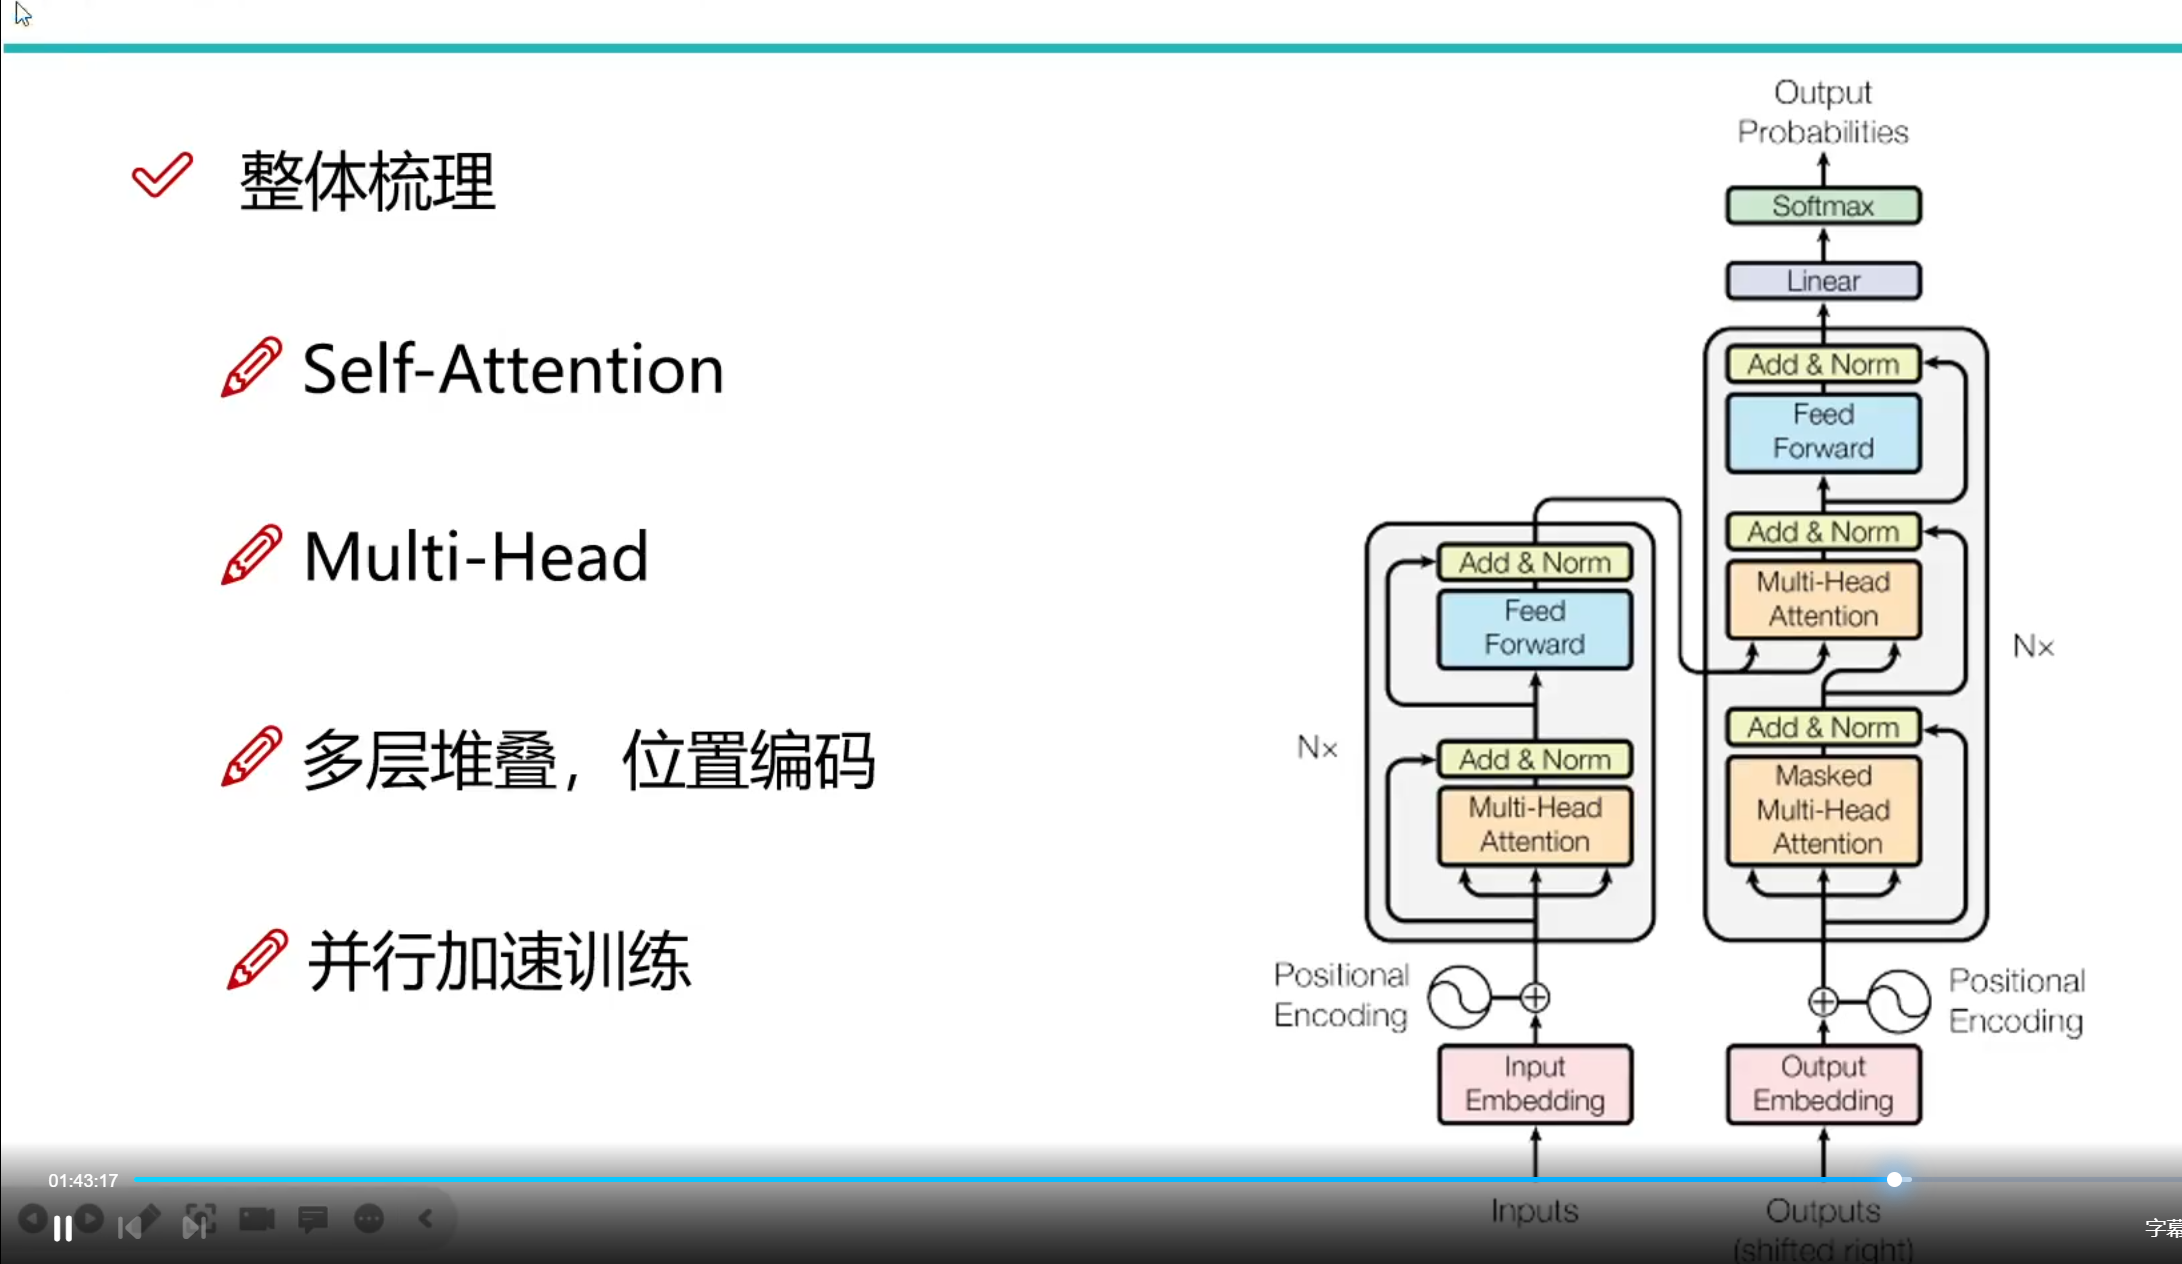 整体梳理
Self-Attention
Multi-Head
多层堆叠，位置编码
并行加速训练
Output
Probabilities
Softmax
Linear
Add & Norm
Feed
Forward
Add & Norm
Multi-Head
Attention
Nx
Add & Norm
Masked
Multi-Head
Attention
Add & Norm
Feed
Forward
Nx
Add & Norm
Multi-Head
Attention
Positional
Encoding
Positional
Encoding
Input
Embedding
Output
Embedding
Inputs
Outputs
(shifted right)
01:43:17
字幕